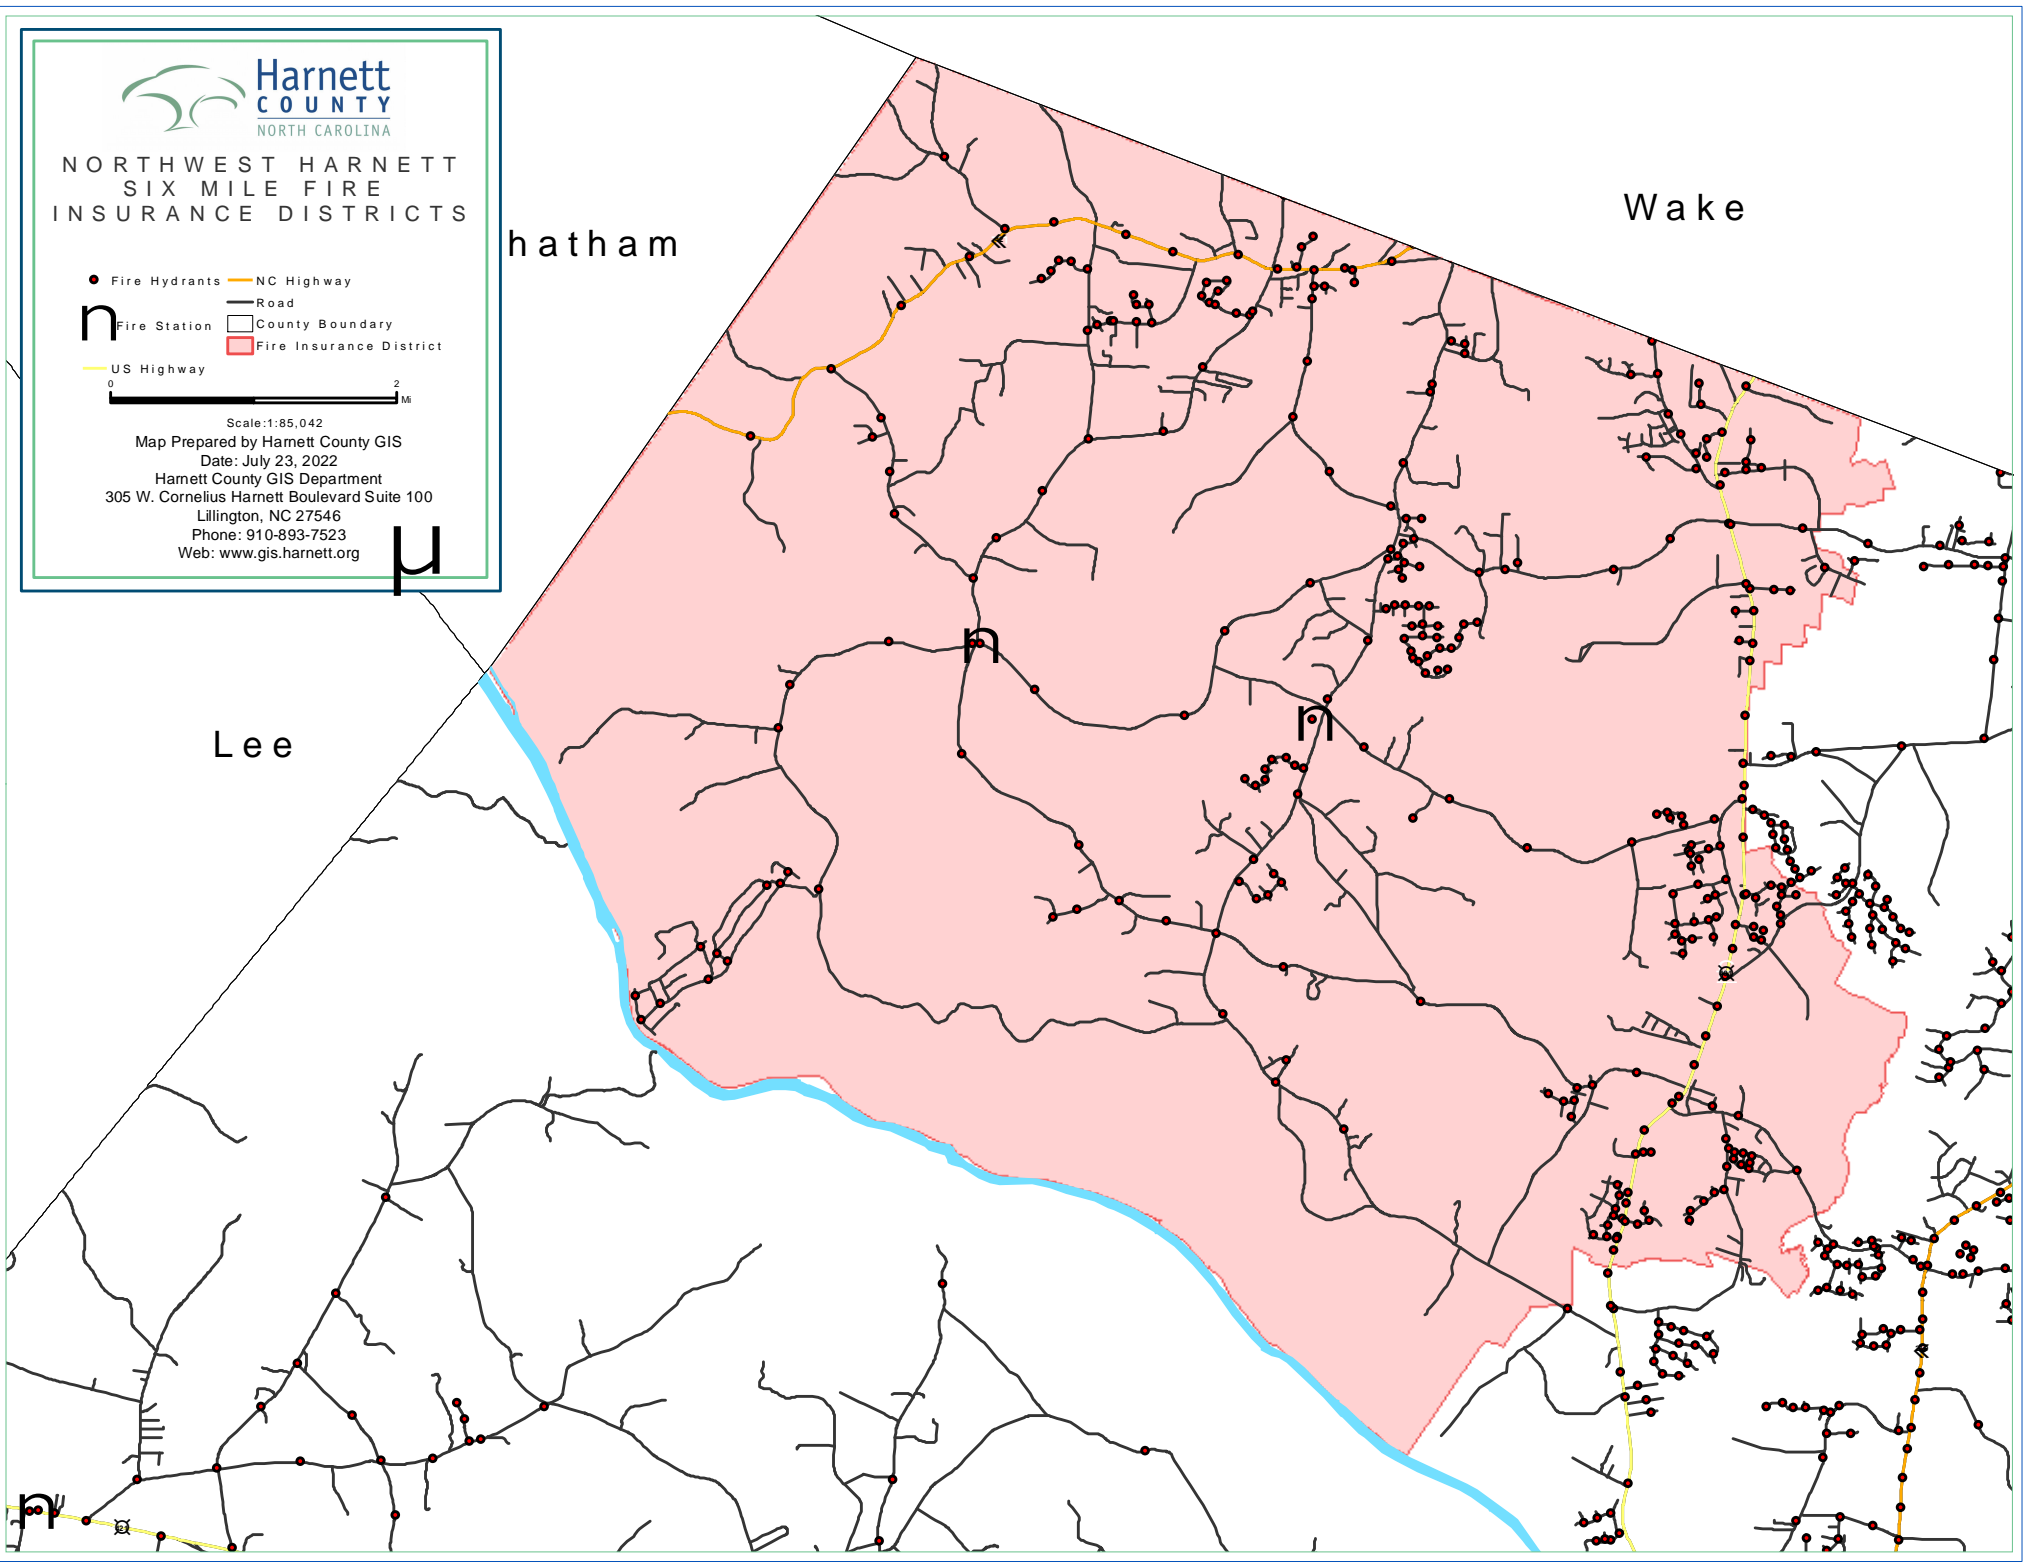 Harnett
COUNTY
NORTH CAROLINA
NORTHWEST HARNETT
SIX MILE FIRE
INSURANCE DISTRICTS
Fire Hydrants
NC Highway
Road
n
Fire Station
County Boundary
Fire Insurance District
US Highway
0 2
Mi
Scale:1:85,042
Map Prepared by Harnett County GIS
Date: July 23, 2022
Harnett County GIS Department
305 W. Cornelius Harnett Boulevard Suite 100
Lillington, NC 27546
Phone: 910-893-7523
Web: www.gis.harnett.org
µ
hatham
Wake
Lee
n
n
n